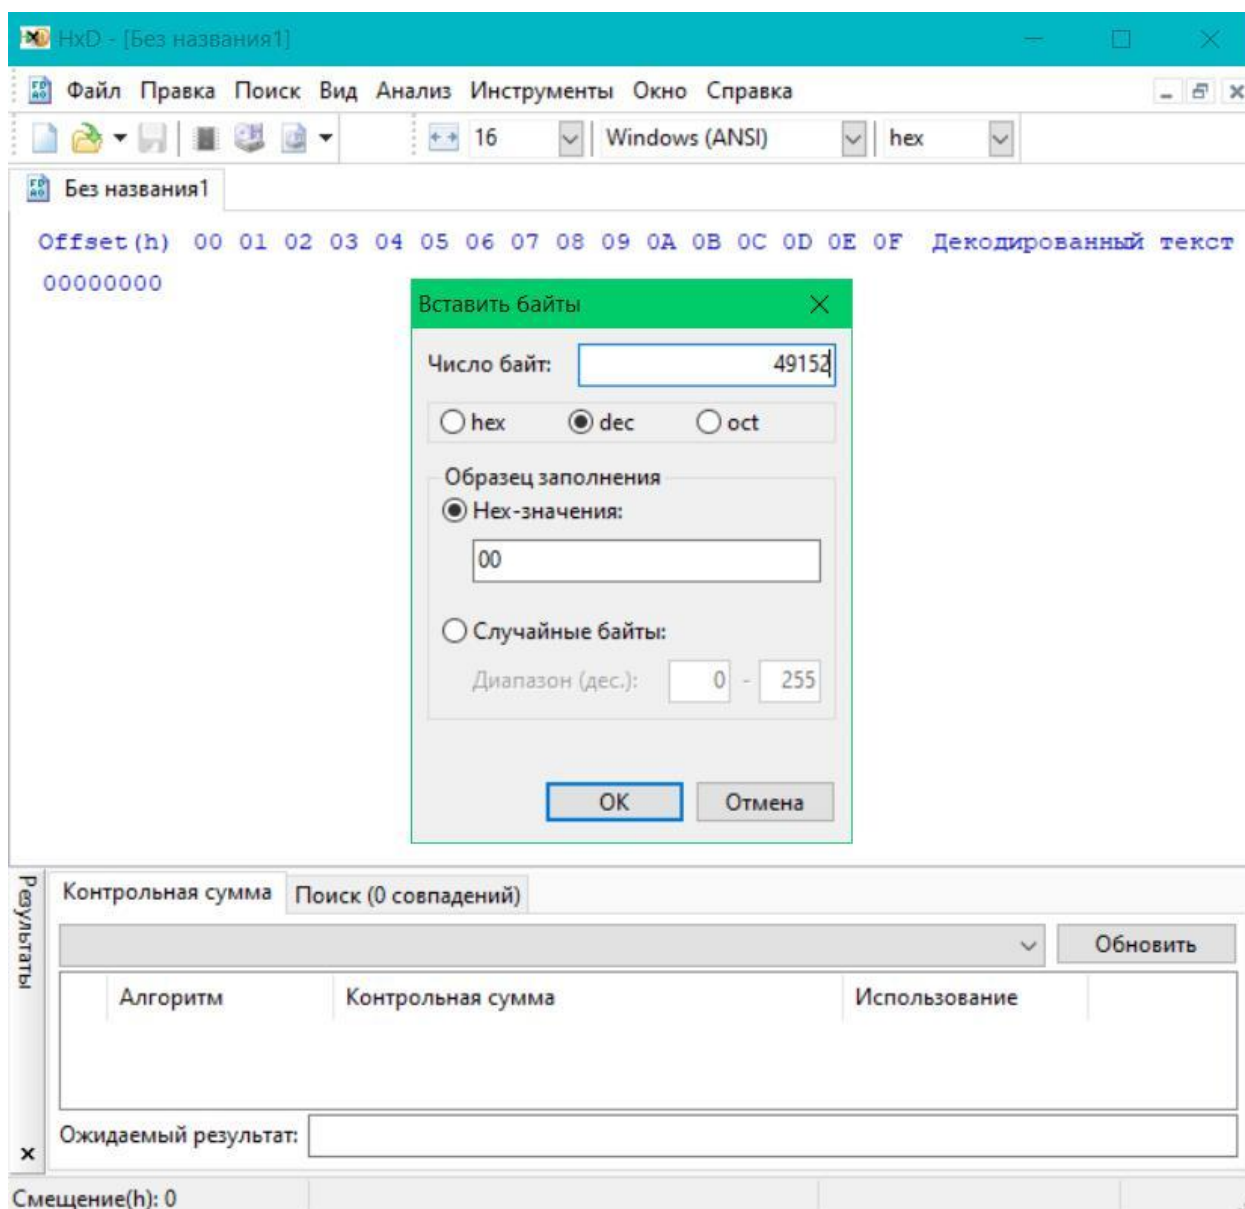 HxD - [Без названия1]
Файл Правка Поиск Вид Анализ Инструменты Окно Справка
16 Windows (ANSI) hex
Без названия1
Offset(h) 00 01 02 03 04 05 06 07 08 09 0A 0B 0C 0D 0E 0F Декодированный текст
00000000
Вставить байты
Число байт: 49152
hex dec oct
Образец заполнения
Hex-значения:
00
Случайные байты:
Диапазон (дес.): 0 - 255
OK Отмена
Результаты
Контрольная сумма Поиск (0 совпадений)
Обновить
Алгоритм Контрольная сумма Использование
Ожидаемый результат:
Смещение(h): 0